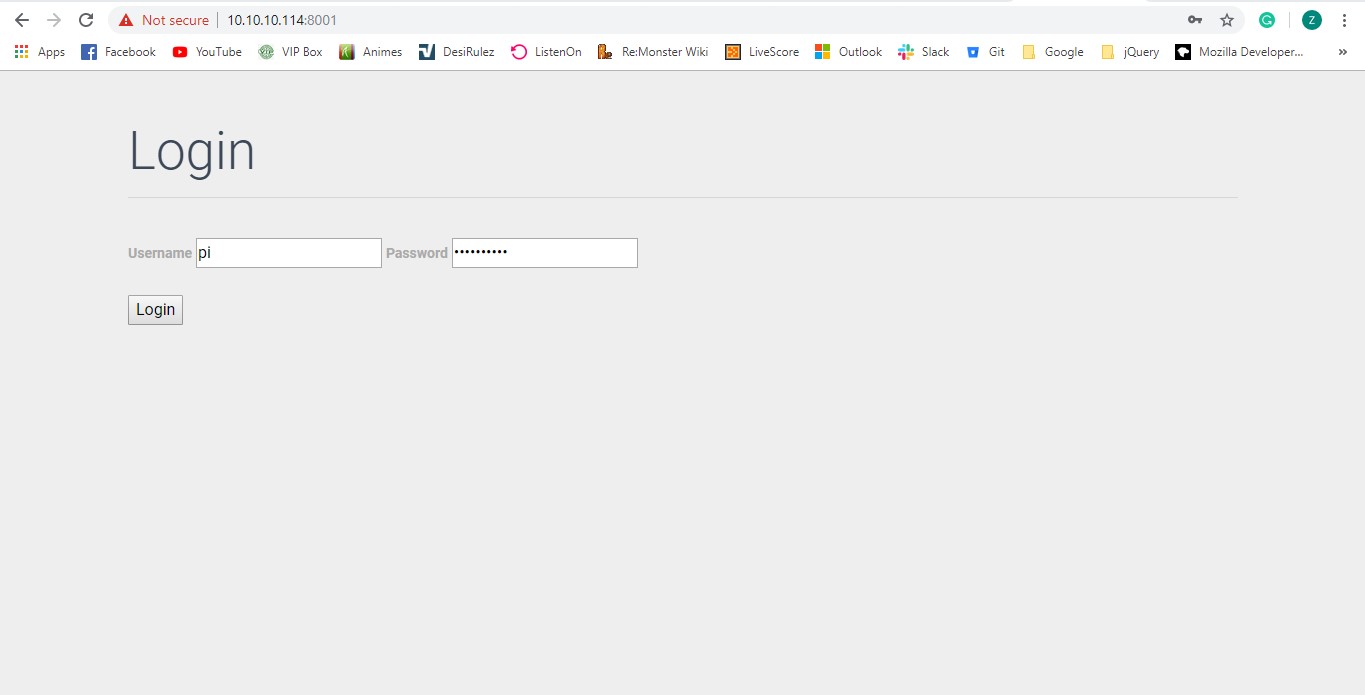 Not secure 10.10.10.114:8001 Z
Apps Facebook YouTube VIP Box Animes DesiRulez ListenOn Re:Monster Wiki LiveScore Outlook Slack Git Google jQuery Mozilla Developer... »
Login
Username pi Password ••••••••••
Login